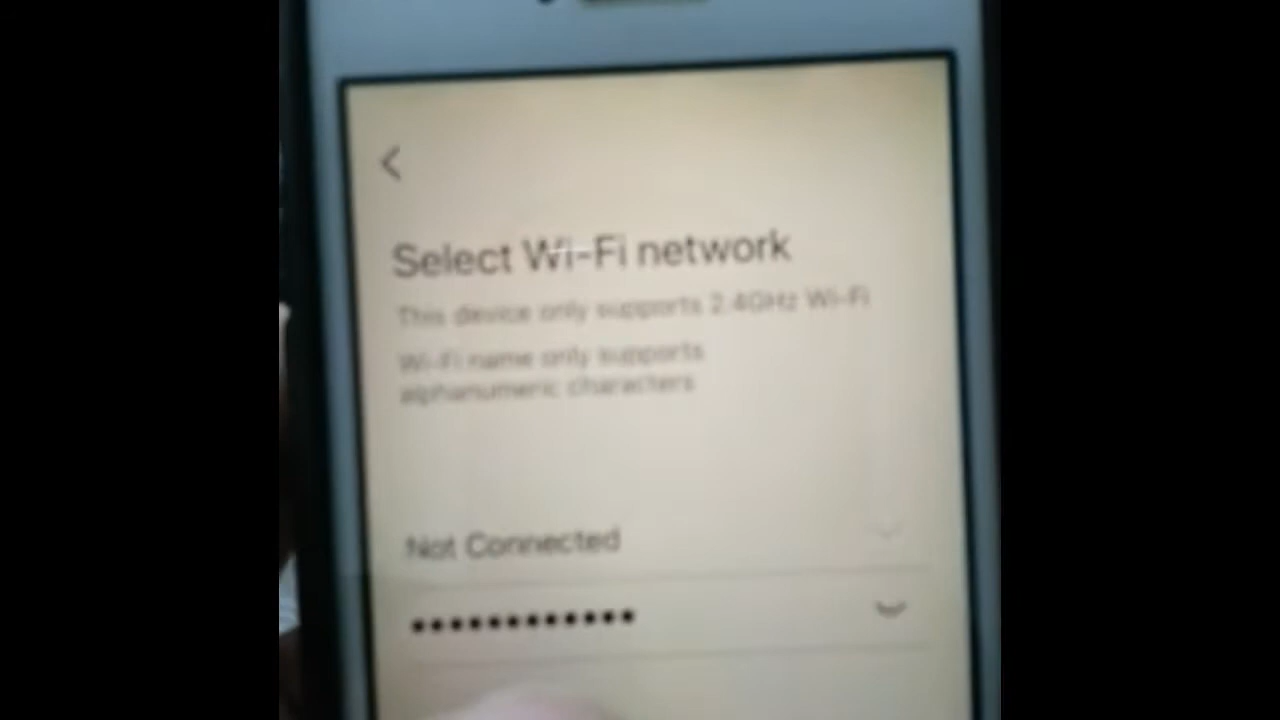 Select Wi-Fi network
This device only supports 2.4GHz Wi-Fi
Wi-Fi name only supports
alphanumeric characters
Not Connected
••••••••••••